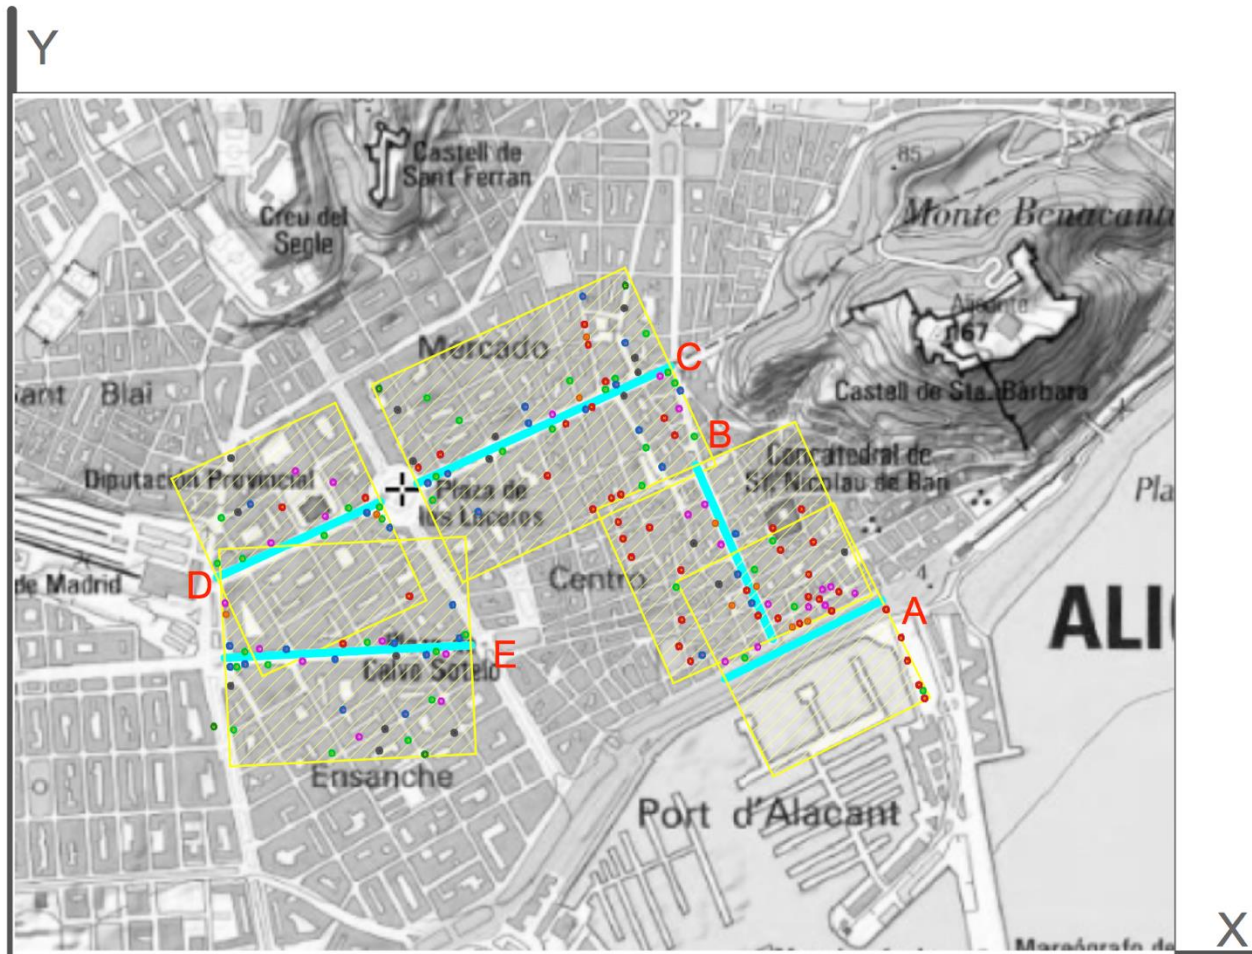 Y
22.
Castell de
Sant Ferran
85
Creu del
Segle
Monte Benacanti
Mercado
C
167
Castell de Sta. Bàrbara
Sant Blai
B
Concatedral de
St. Nicolau de Bari
Diputación Provincial
Plaza de
los Luceros
Pla
de Madrid
D
Centro
4
A
ALI
E
Calvo Sotelo
Ensanche
Port d'Alacant
X
Mareógrafo de